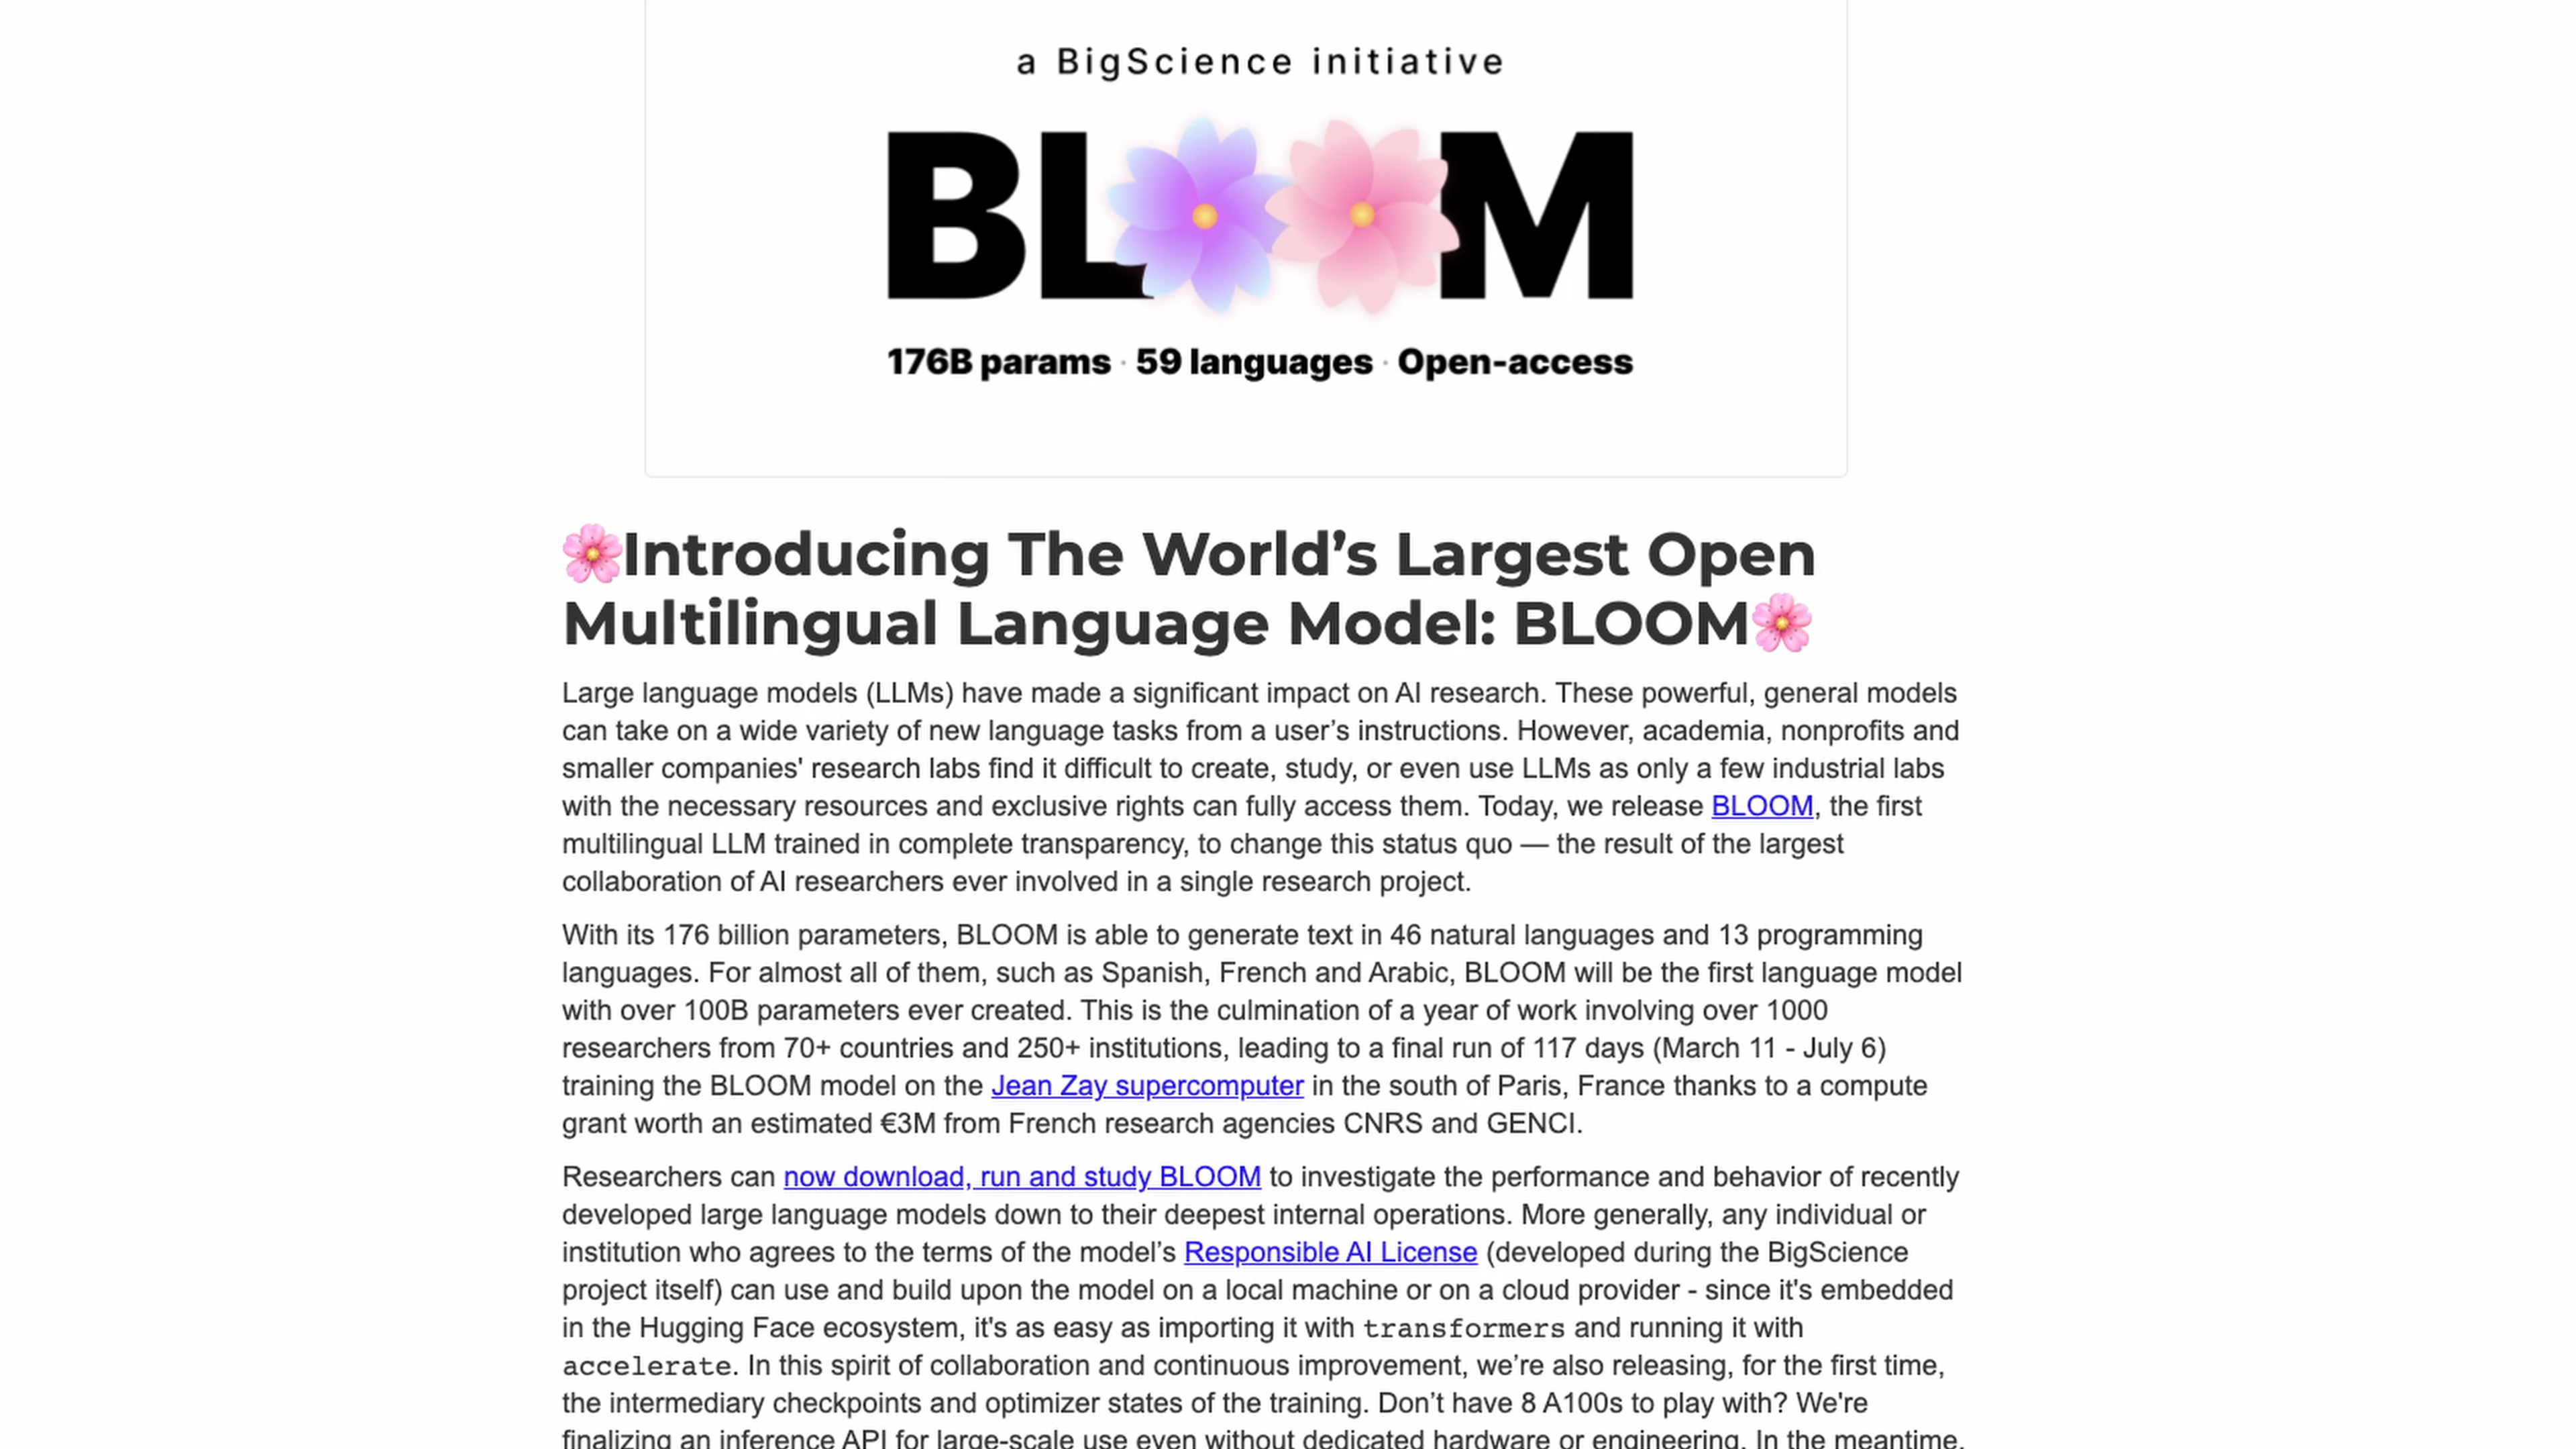 a BigScience initiative
BLOOM
176B params · 59 languages · Open-access
🌸Introducing The World’s Largest Open
Multilingual Language Model: BLOOM🌸
Large language models (LLMs) have made a significant impact on AI research. These powerful, general models
can take on a wide variety of new language tasks from a user’s instructions. However, academia, nonprofits and
smaller companies' research labs find it difficult to create, study, or even use LLMs as only a few industrial labs
with the necessary resources and exclusive rights can fully access them. Today, we release BLOOM, the first
multilingual LLM trained in complete transparency, to change this status quo — the result of the largest
collaboration of AI researchers ever involved in a single research project.
With its 176 billion parameters, BLOOM is able to generate text in 46 natural languages and 13 programming
languages. For almost all of them, such as Spanish, French and Arabic, BLOOM will be the first language model
with over 100B parameters ever created. This is the culmination of a year of work involving over 1000
researchers from 70+ countries and 250+ institutions, leading to a final run of 117 days (March 11 - July 6)
training the BLOOM model on the Jean Zay supercomputer in the south of Paris, France thanks to a compute
grant worth an estimated €3M from French research agencies CNRS and GENCI.
Researchers can now download, run and study BLOOM to investigate the performance and behavior of recently
developed large language models down to their deepest internal operations. More generally, any individual or
institution who agrees to the terms of the model’s Responsible AI License (developed during the BigScience
project itself) can use and build upon the model on a local machine or on a cloud provider - since it's embedded
in the Hugging Face ecosystem, it's as easy as importing it with transformers and running it with
accelerate. In this spirit of collaboration and continuous improvement, we’re also releasing, for the first time,
the intermediary checkpoints and optimizer states of the training. Don’t have 8 A100s to play with? We're
finalizing an inference API for large-scale use even without dedicated hardware or engineering. In the meantime,